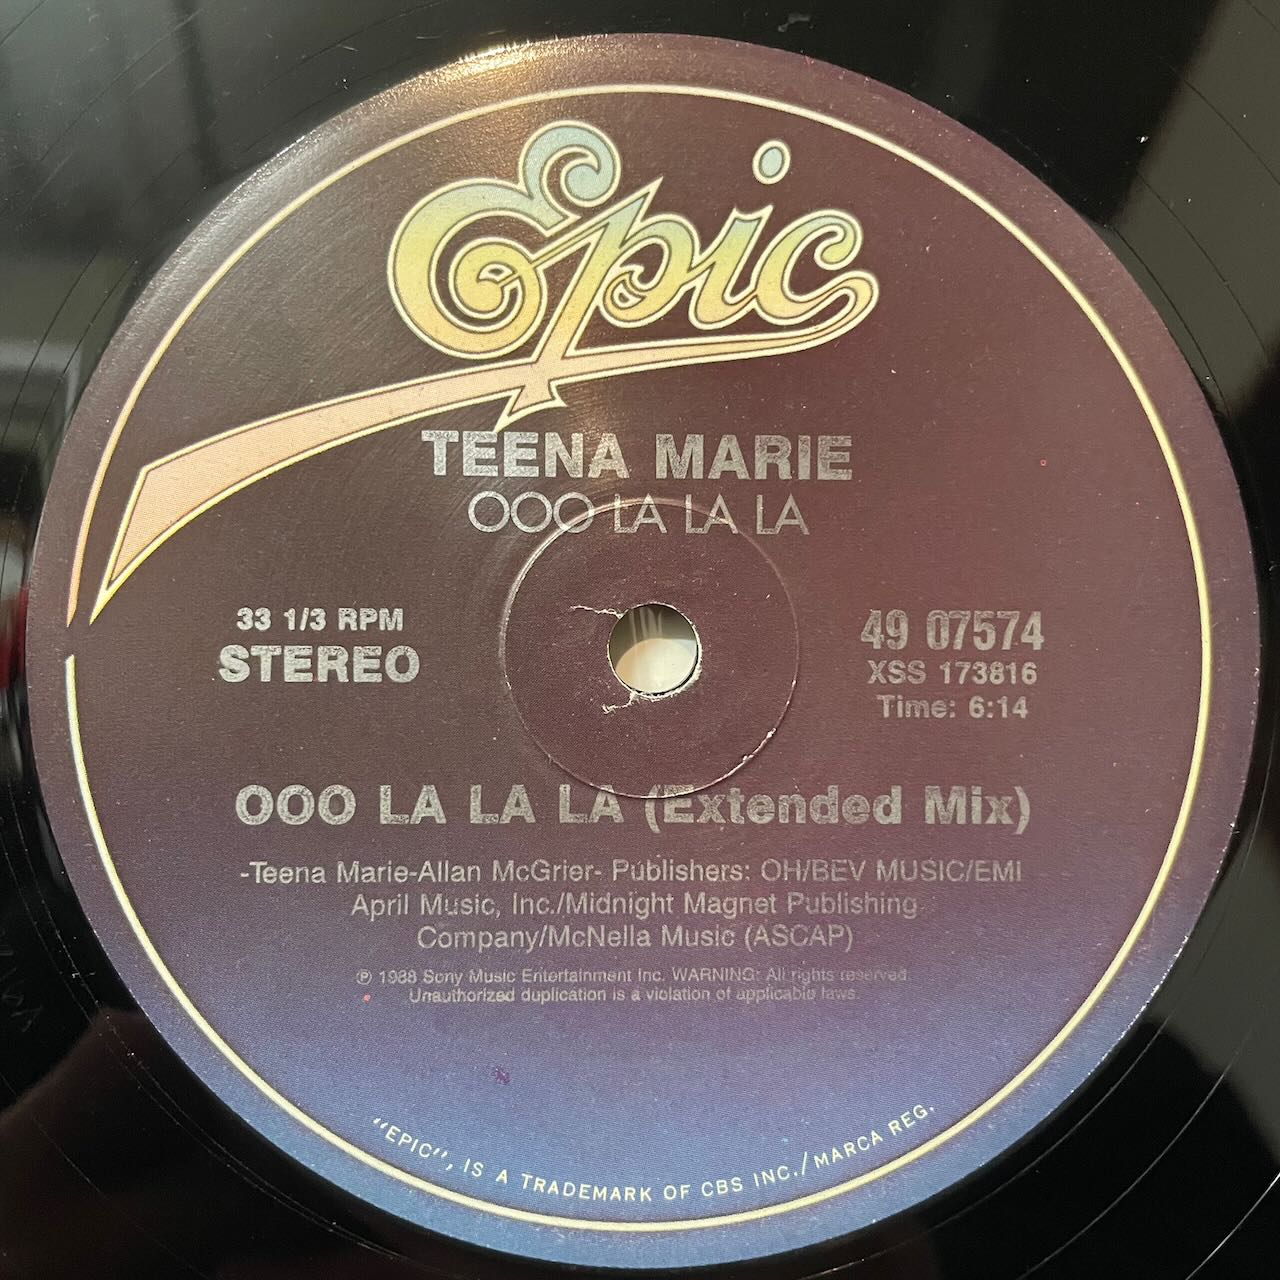 Epic
TEENA MARIE
OOO LA LA LA
33 1/3 RPM
STEREO
49 07574
XSS 173816
Time: 6:14
OOO LA LA LA (Extended Mix)
-Teena Marie-Allan McGrier- Publishers: OH/BEV MUSIC/EMI
April Music, Inc./Midnight Magnet Publishing
Company/McNella Music (ASCAP)
℗ 1988 Sony Music Entertainment Inc. WARNING: All rights reserved.
Unauthorized duplication is a violation of applicable laws.
"EPIC", IS A TRADEMARK OF CBS INC./MARCA REG.